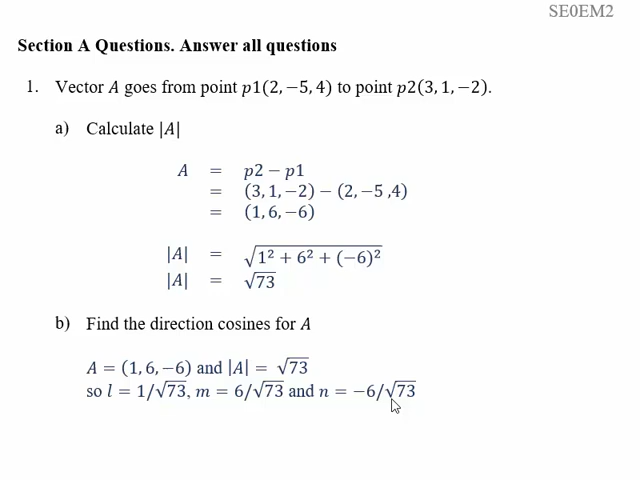 SE0EM2
Section A Questions. Answer all questions
1. Vector A goes from point p1(2, −5, 4) to point p2(3, 1, −2).
a) Calculate |A|
A = p2 − p1
= (3, 1, −2) − (2, −5 ,4)
= (1, 6, −6)
|A| = √1² + 6² + (−6)²
|A| = √73
b) Find the direction cosines for A
A = (1, 6, −6) and |A| = √73
so l = 1/√73, m = 6/√73 and n = −6/√73